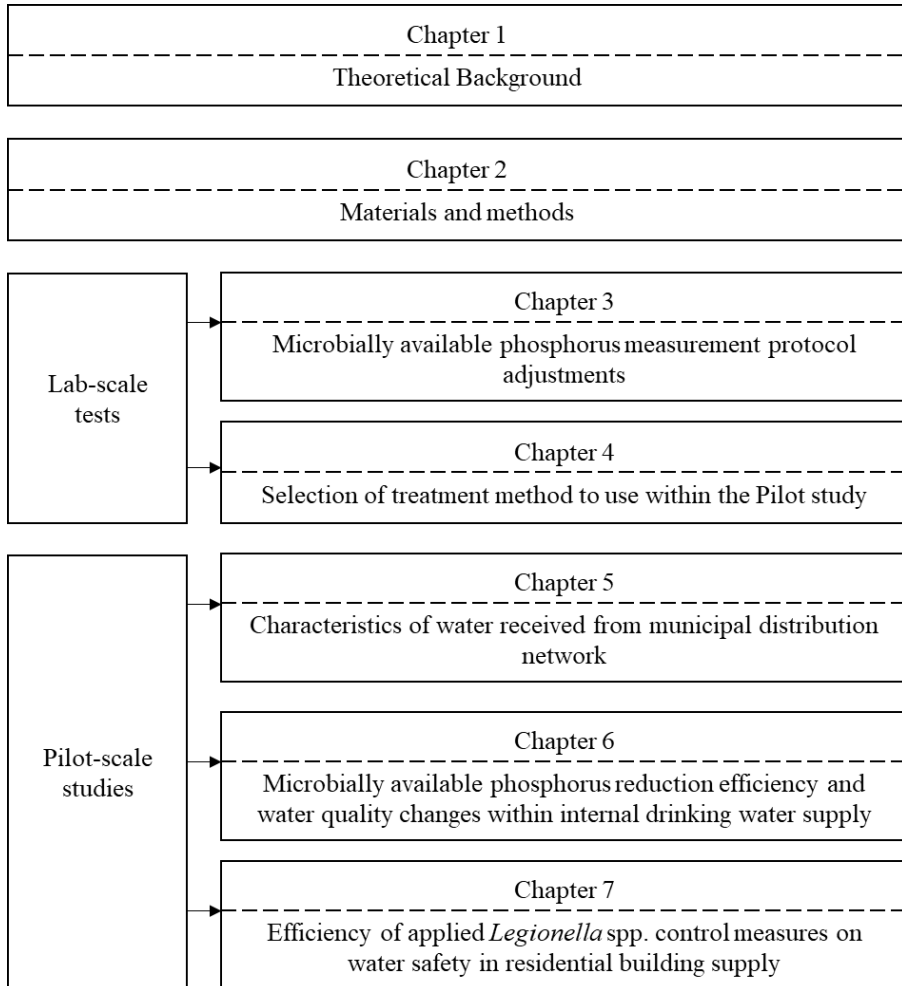 Chapter 1
Theoretical Background
Chapter 2
Materials and methods
Lab-scale
tests
Chapter 3
Microbially available phosphorus measurement protocol
adjustments
Chapter 4
Selection of treatment method to use within the Pilot study
Pilot-scale
studies
Chapter 5
Characteristics of water received from municipal distribution
network
Chapter 6
Microbially available phosphorus reduction efficiency and
water quality changes within internal drinking water supply
Chapter 7
Efficiency of applied Legionella spp. control measures on
water safety in residential building supply